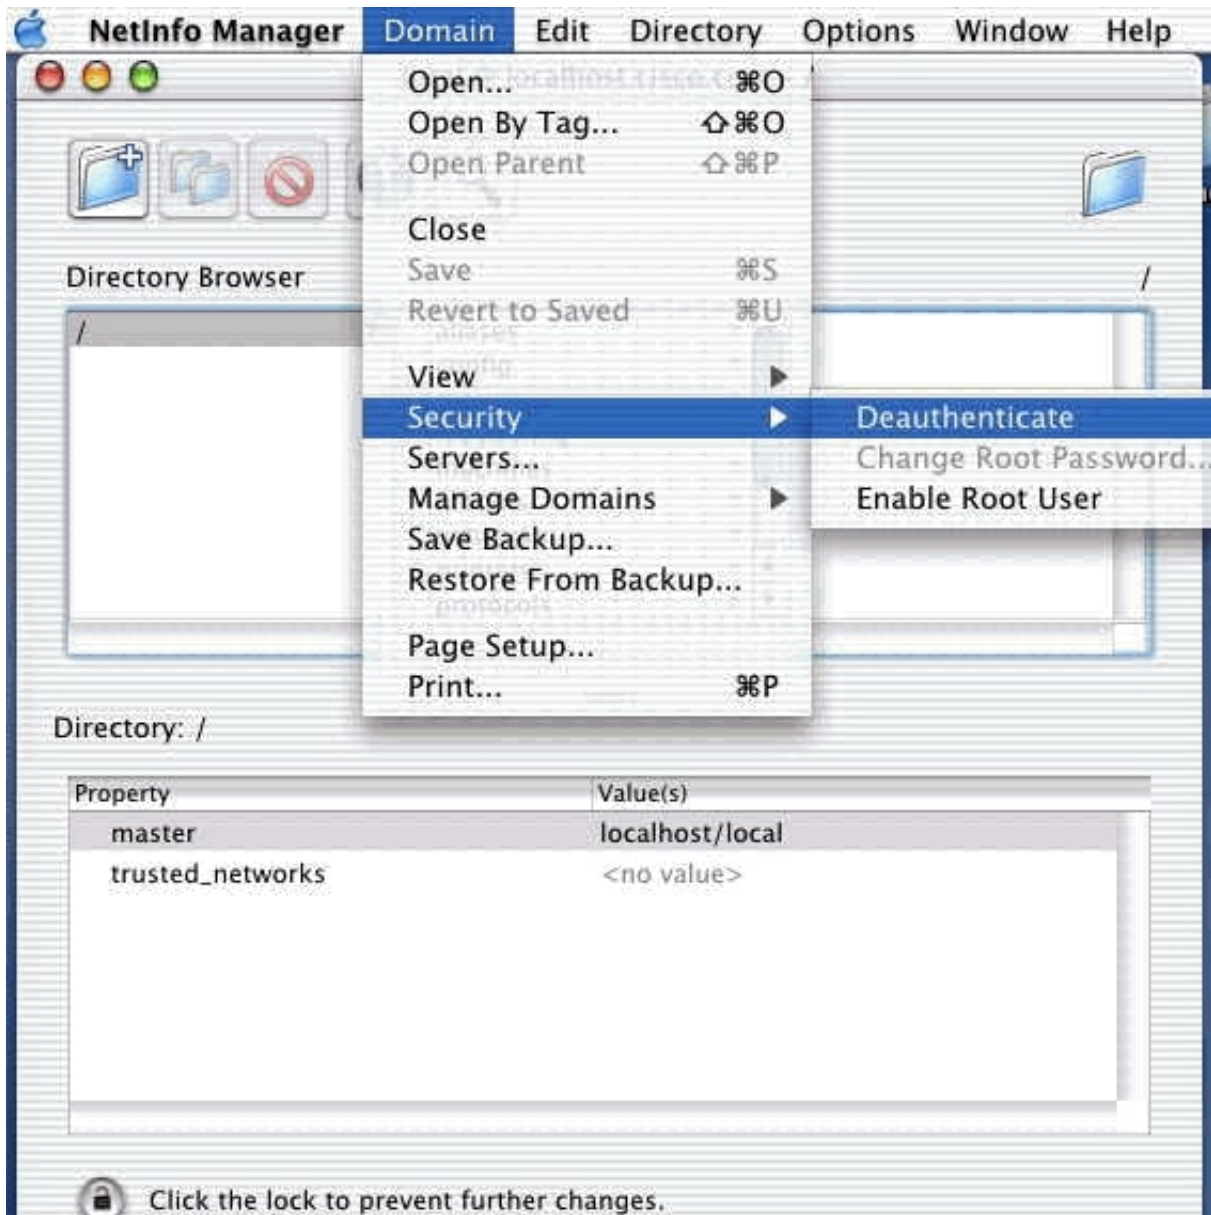 NetInfo Manager Domain Edit Directory Options Window Help
Open... ⌘O
Open By Tag... ⇧⌘O
Open Parent ⇧⌘P
Close
Save ⌘S
Revert to Saved ⌘U
View
Security
Servers...
Manage Domains
Save Backup...
Restore From Backup...
Page Setup...
Print... ⌘P
Deauthenticate
Change Root Password...
Enable Root User
Directory Browser /
/
protocols
Directory: /
Property Value(s)
master localhost/local
trusted_networks <no value>
Click the lock to prevent further changes.